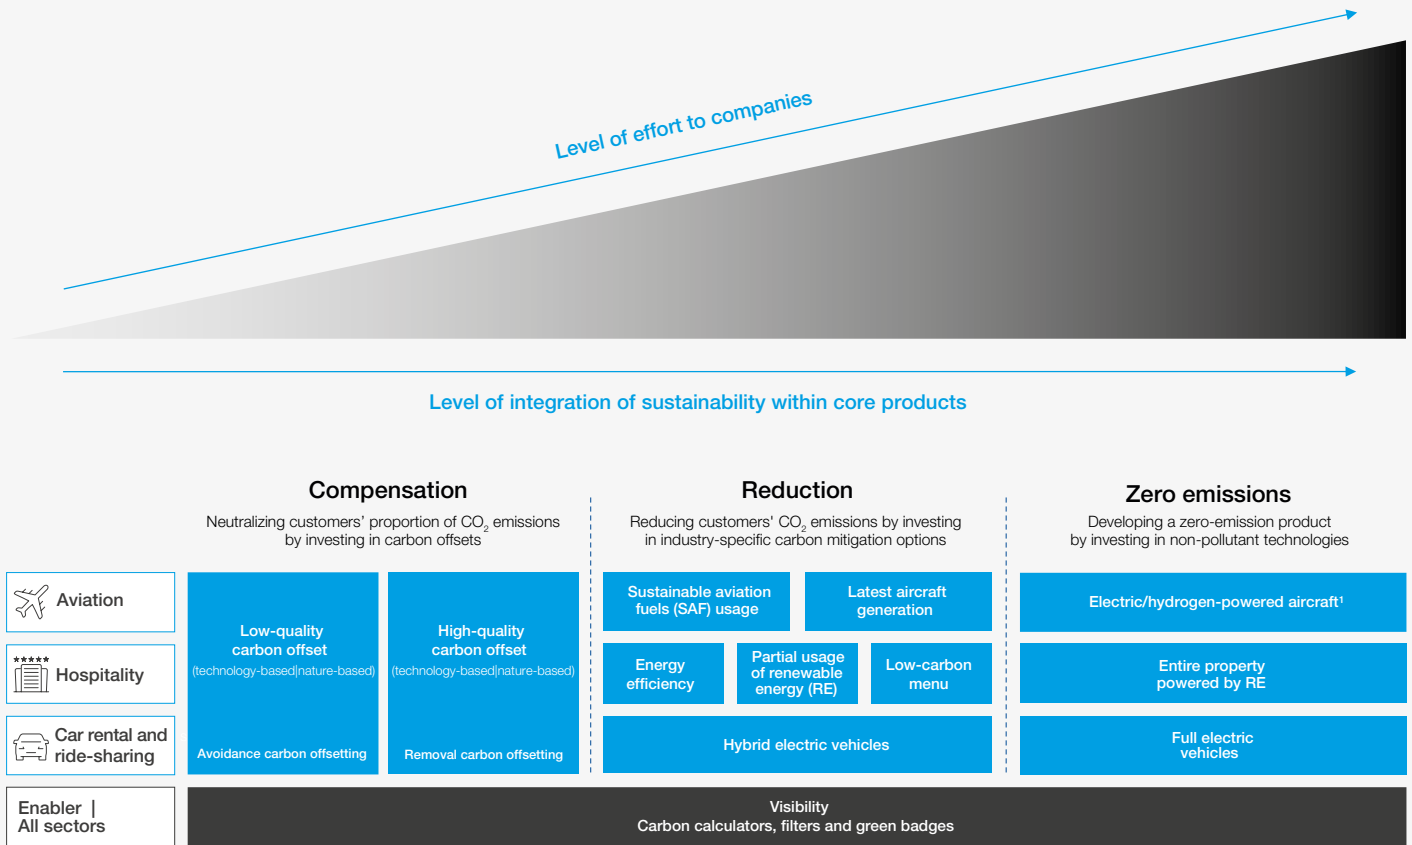 Level of effort to companies
Level of integration of sustainability within core products
Compensation
Neutralizing customers' proportion of CO₂ emissions
by investing in carbon offsets
Reduction
Reducing customers' CO₂ emissions by investing
in industry-specific carbon mitigation options
Zero emissions
Developing a zero-emission product
by investing in non-pollutant technologies
Aviation
Hospitality
Car rental and
ride-sharing
Low-quality
carbon offset
(technology-based|nature-based)
Avoidance carbon offsetting
High-quality
carbon offset
(technology-based|nature-based)
Removal carbon offsetting
Sustainable aviation
fuels (SAF) usage
Latest aircraft
generation
Electric/hydrogen-powered aircraft¹
Energy
efficiency
Partial usage
of renewable
energy (RE)
Low-carbon
menu
Entire property
powered by RE
Hybrid electric vehicles
Full electric
vehicles
Enabler |
All sectors
Visibility
Carbon calculators, filters and green badges